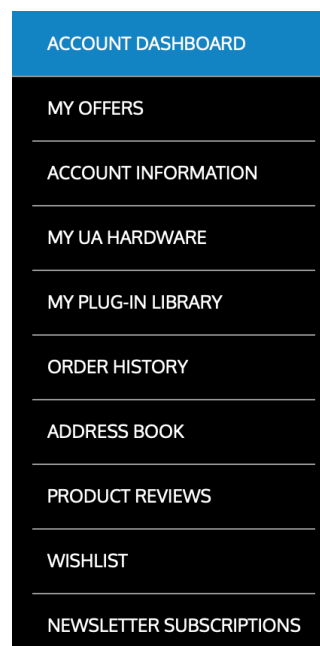 ACCOUNT DASHBOARD
MY OFFERS
ACCOUNT INFORMATION
MY UA HARDWARE
MY PLUG-IN LIBRARY
ORDER HISTORY
ADDRESS BOOK
PRODUCT REVIEWS
WISHLIST
NEWSLETTER SUBSCRIPTIONS